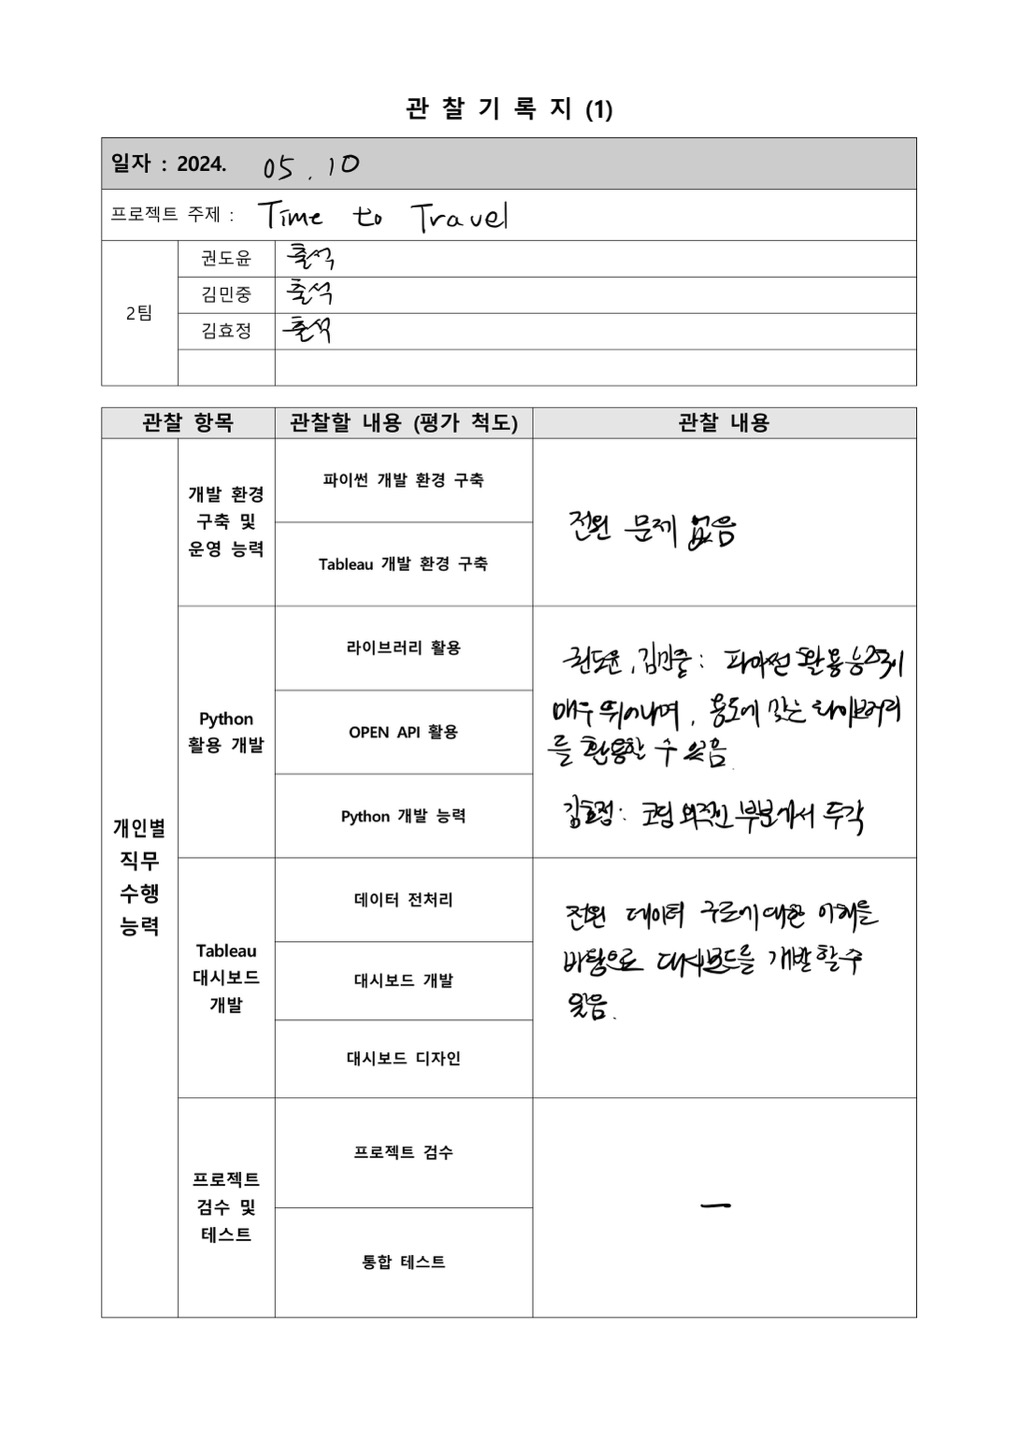 관 찰 기 록 지 (1)
일자 : 2024. 05.10
프로젝트 주제 : Time to Travel
2팀
권도윤 출석
김민중 출석
김효정 출석
관찰 항목 관찰할 내용 (평가 척도) 관찰 내용
개인별
직무
수행
능력
개발 환경
구축 및
운영 능력
파이썬 개발 환경 구축
Tableau 개발 환경 구축
전원 문제 없음
Python
활용 개발
라이브러리 활용
OPEN API 활용
Python 개발 능력
권도윤, 김민중 : 파이썬 활용 능력이
매우 뛰어나며, 용도에 맞는 라이브러리
를 활용할 수 있음.
김효정 : 코딩 외적인 부분에서 두각
Tableau
대시보드
개발
데이터 전처리
대시보드 개발
대시보드 디자인
전원 데이터 구조에 대한 이해를
바탕으로 대시보드를 개발할 수
있음.
프로젝트
검수 및
테스트
프로젝트 검수
통합 테스트
—